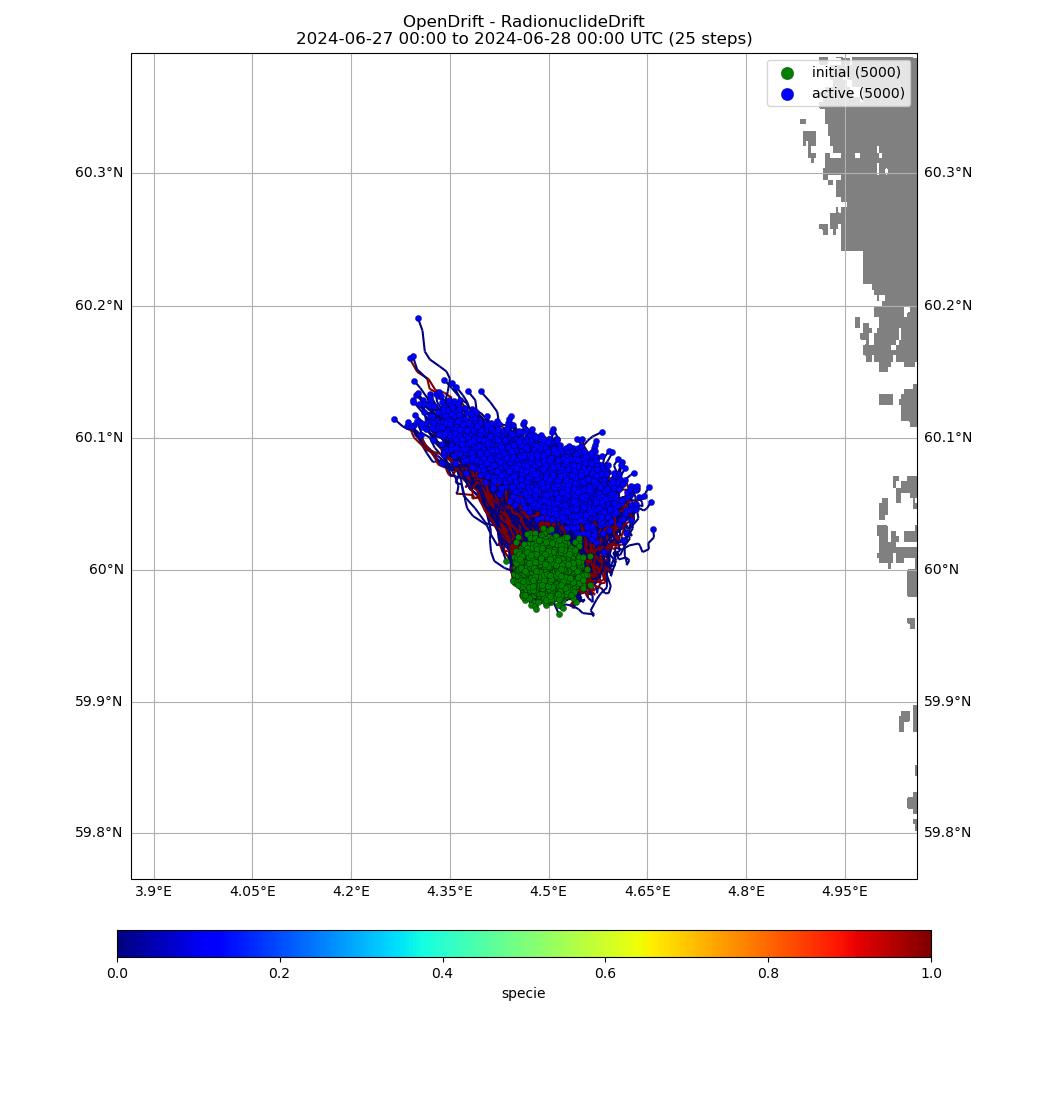 OpenDrift - RadionuclideDrift
2024-06-27 00:00 to 2024-06-28 00:00 UTC (25 steps)
initial (5000)
active (5000)
60.3°N 60.3°N
60.2°N 60.2°N
60.1°N 60.1°N
60°N 60°N
59.9°N 59.9°N
59.8°N 59.8°N
3.9°E 4.05°E 4.2°E 4.35°E 4.5°E 4.65°E 4.8°E 4.95°E
0.0 0.2 0.4 0.6 0.8 1.0
specie